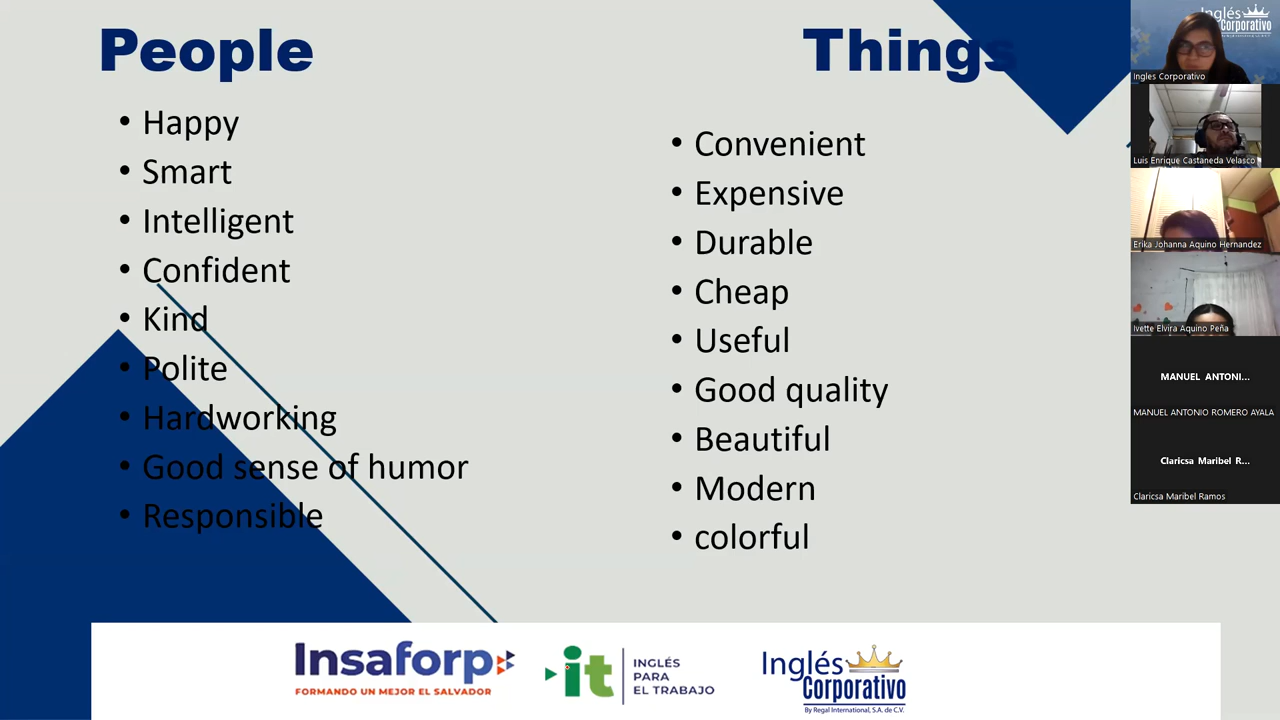 People
Happy
Smart
Intelligent
Confident
Kind
Polite
Hardworking
Good sense of humor
Responsible
Things
Convenient
Expensive
Durable
Cheap
Useful
Good quality
Beautiful
Modern
colorful
Inglés
Corporativo
Ingles Corporativo
Luis Enrique Castaneda Velasco
Erika Johanna Aquino Hernandez
Ivette Elvira Aquino Peña
MANUEL ANTONI...
MANUEL ANTONIO ROMERO AYALA
Claricsa Maribel R...
Claricsa Maribel Ramos
Insaforp
FORMANDO UN MEJOR EL SALVADOR
it
INGLÉS
PARA
EL TRABAJO
Inglés
Corporativo
By Regal International, S.A. de C.V.